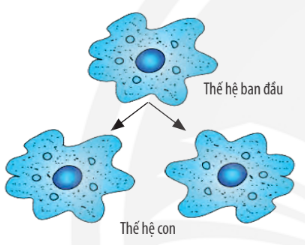 Thế hệ ban đầu
Thế hệ con